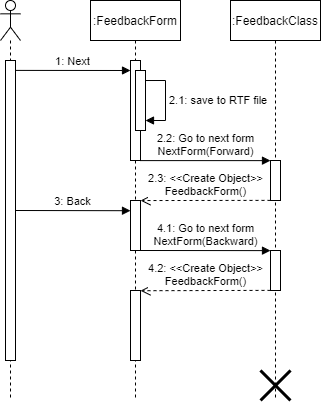 :FeedbackForm
:FeedbackClass
1: Next
2.1: save to RTF file
2.2: Go to next form
NextForm(Forward)
2.3: <<Create Object>>
FeedbackForm()
3: Back
4.1: Go to next form
NextForm(Backward)
4.2: <<Create Object>>
FeedbackForm()